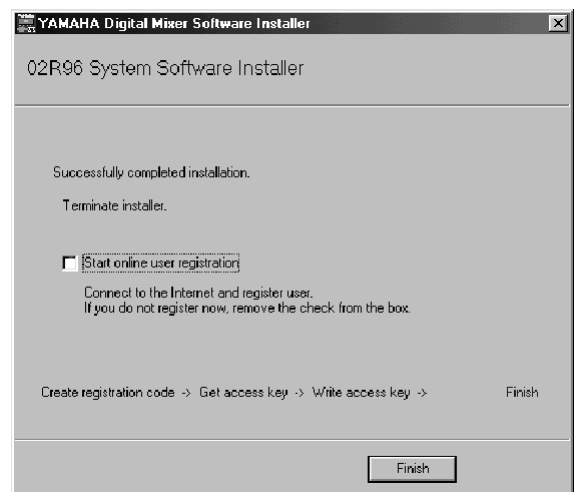 YAMAHA Digital Mixer Software Installer
02R96 System Software Installer
Successfully completed installation.
Terminate installer.
Start online user registration
Connect to the Internet and register user.
If you do not register now, remove the check from the box.
Create registration code -> Get access key -> Write access key -> Finish
Finish